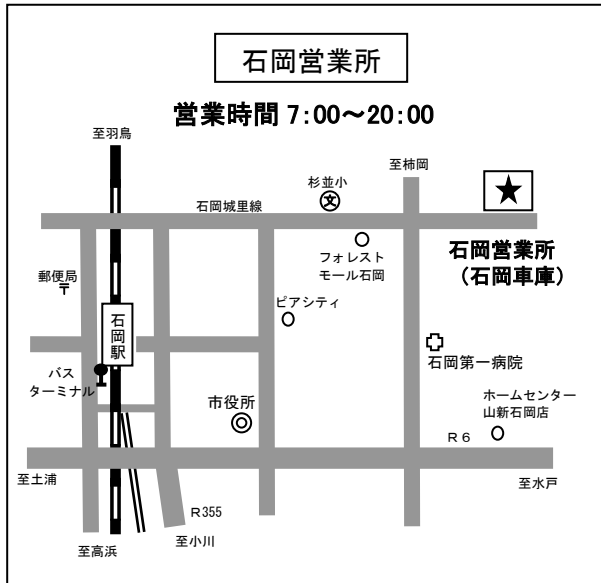 石岡営業所
営業時間 7:00～20:00
至羽鳥
至柿岡
杉並小
文
石岡城里線
石岡営業所
（石岡車庫）
フォレスト
モール石岡
郵便局
〒
ピアシティ
石岡駅
石岡第一病院
バス
ターミナル
ホームセンター
山新石岡店
市役所
R6
至土浦
至水戸
R355
至小川
至高浜